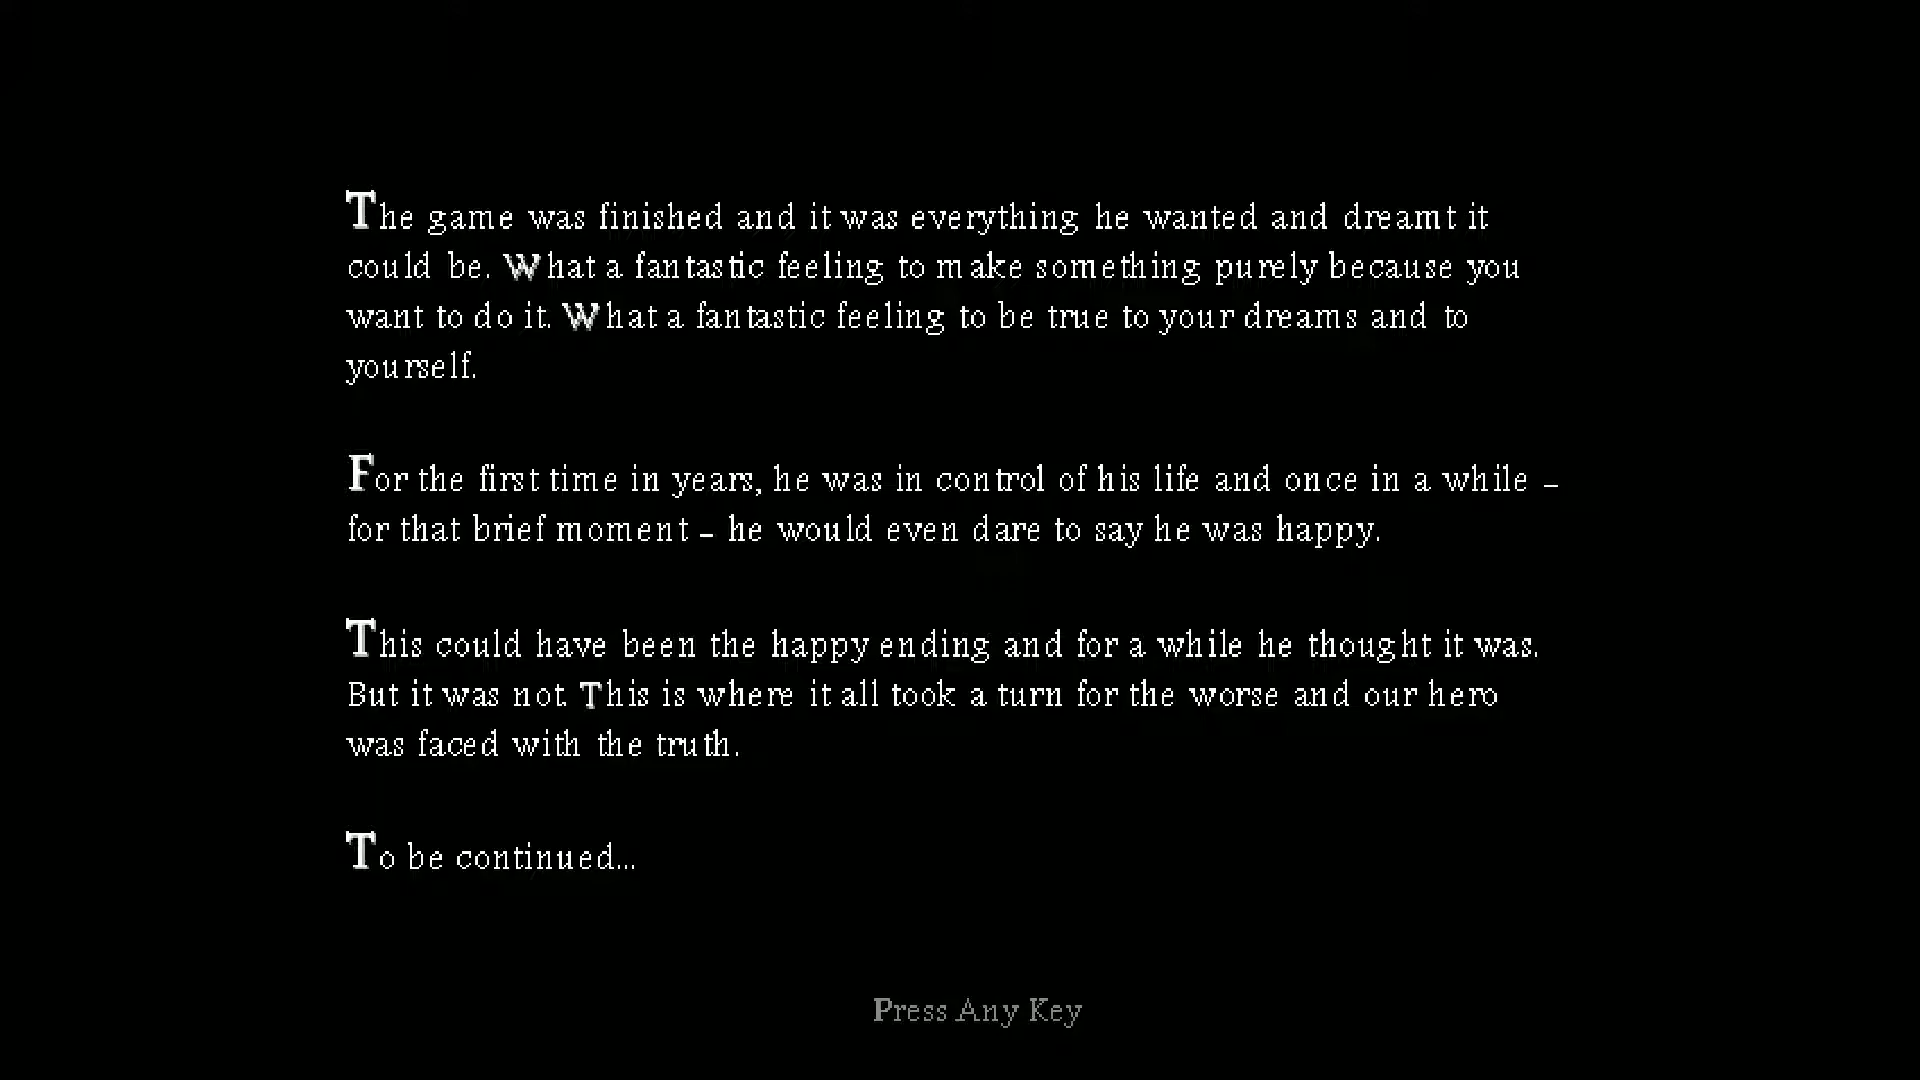 The game was finished and it was everything he wanted and dreamt it
could be. What a fantastic feeling to make something purely because you
want to do it. What a fantastic feeling to be true to your dreams and to
yourself.
For the first time in years, he was in control of his life and once in a while –
for that brief moment – he would even dare to say he was happy.
This could have been the happy ending and for a while he thought it was.
But it was not. This is where it all took a turn for the worse and our hero
was faced with the truth.
To be continued...
Press Any Key